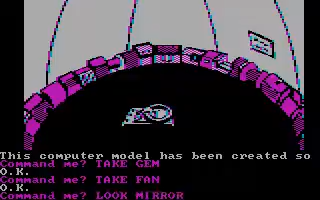 This computer model has been created so
O.K.
Command me? TAKE GEM
O.K.
Command me? TAKE FAN
O.K.
Command me? LOOK MIRROR